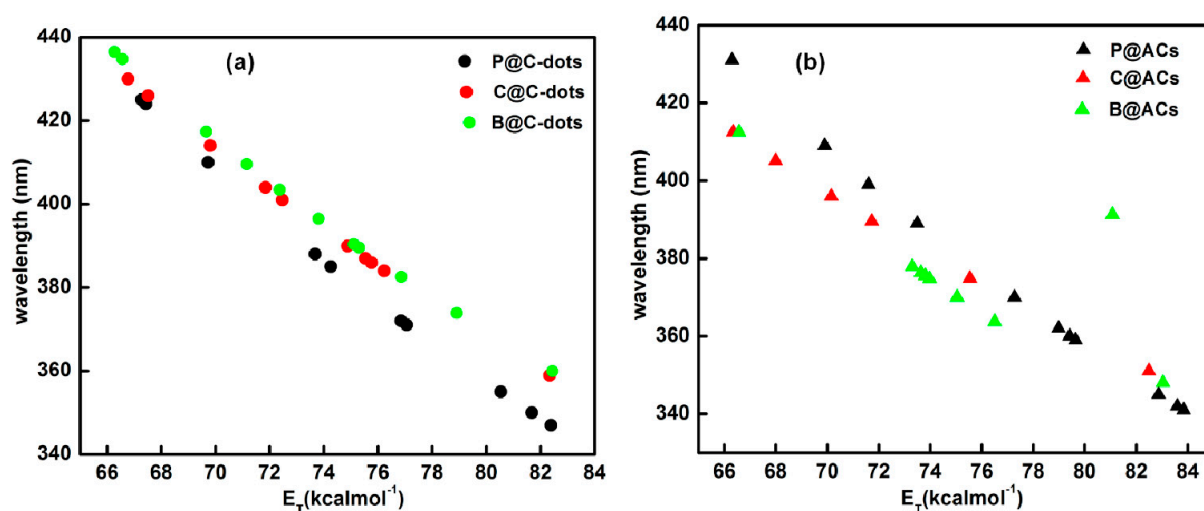 (a)
P@C-dots
C@C-dots
B@C-dots
wavelength (nm)
440
420
400
380
360
340
66 68 70 72 74 76 78 80 82 84
E_T(kcalmol⁻¹)
(b)
P@ACs
C@ACs
B@ACs
wavelength (nm)
440
420
400
380
360
340
66 68 70 72 74 76 78 80 82 84
E_T(kcalmol⁻¹)